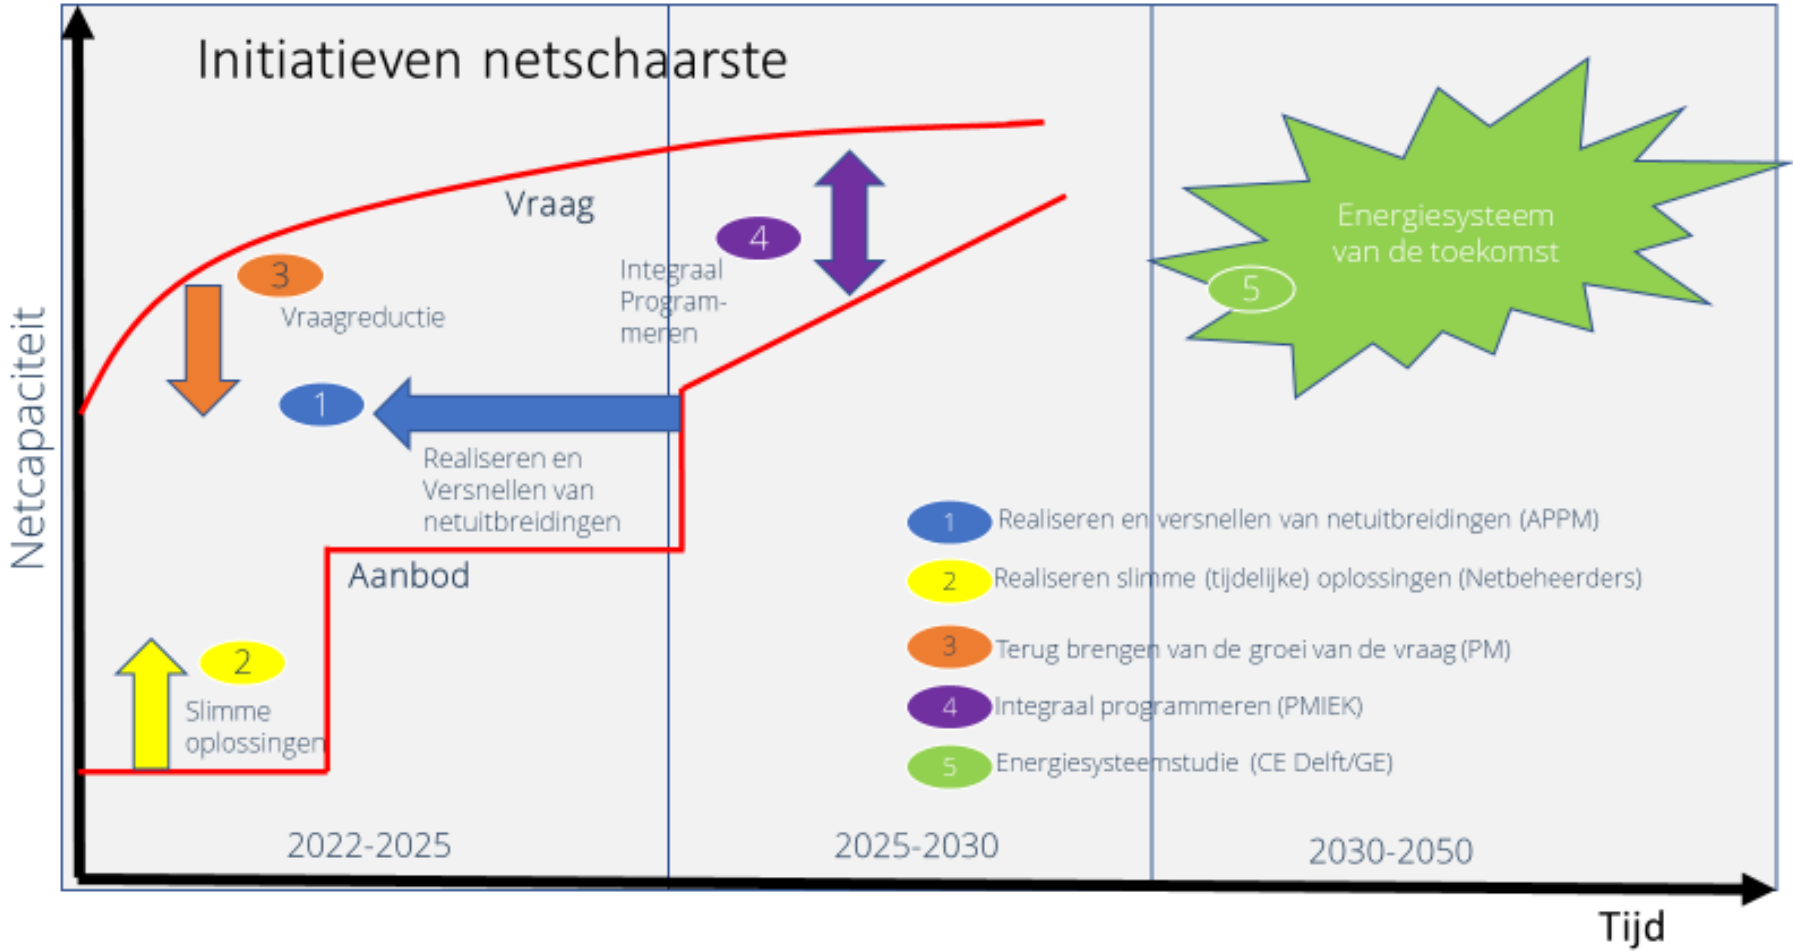 Initiatieven netschaarste
Vraag
3
Vraagreductie
4
Integraal
Program-
meren
1
Realiseren en
Versnellen van
netuitbreidingen
Aanbod
2
Slimme
oplossingen
Energiesysteem
van de toekomst
5
1 Realiseren en versnellen van netuitbreidingen (APPM)
2 Realiseren slimme (tijdelijke) oplossingen (Netbeheerders)
3 Terug brengen van de groei van de vraag (PM)
4 Integraal programmeren (PMIEK)
5 Energiesysteemstudie (CE Delft/GE)
2022-2025
2025-2030
2030-2050
Netcapaciteit
Tijd